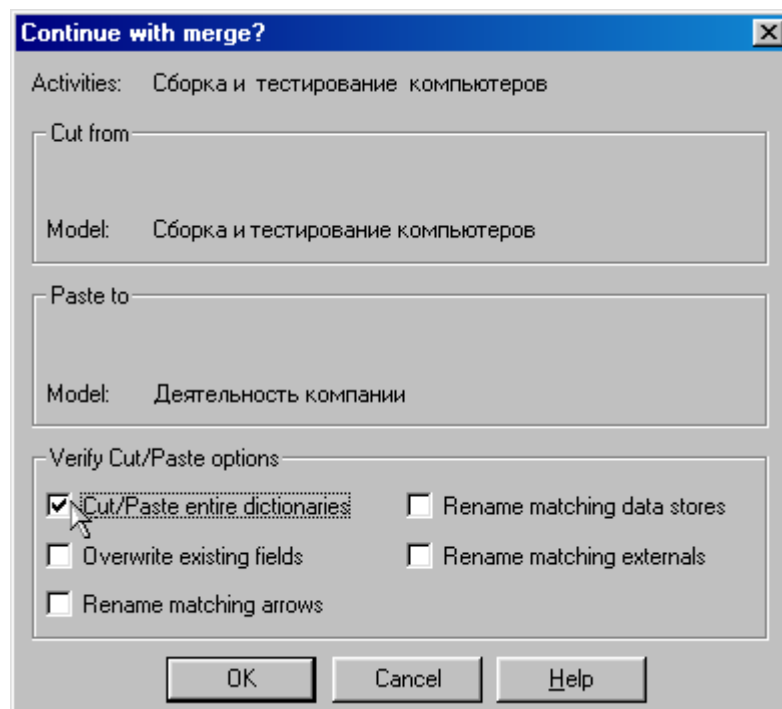 Continue with merge?
Activities: Сборка и тестирование компьютеров
Cut from
Model: Сборка и тестирование компьютеров
Paste to
Model: Деятельность компании
Verify Cut/Paste options
Cut/Paste entire dictionaries Rename matching data stores
Overwrite existing fields Rename matching externals
Rename matching arrows
OK Cancel Help